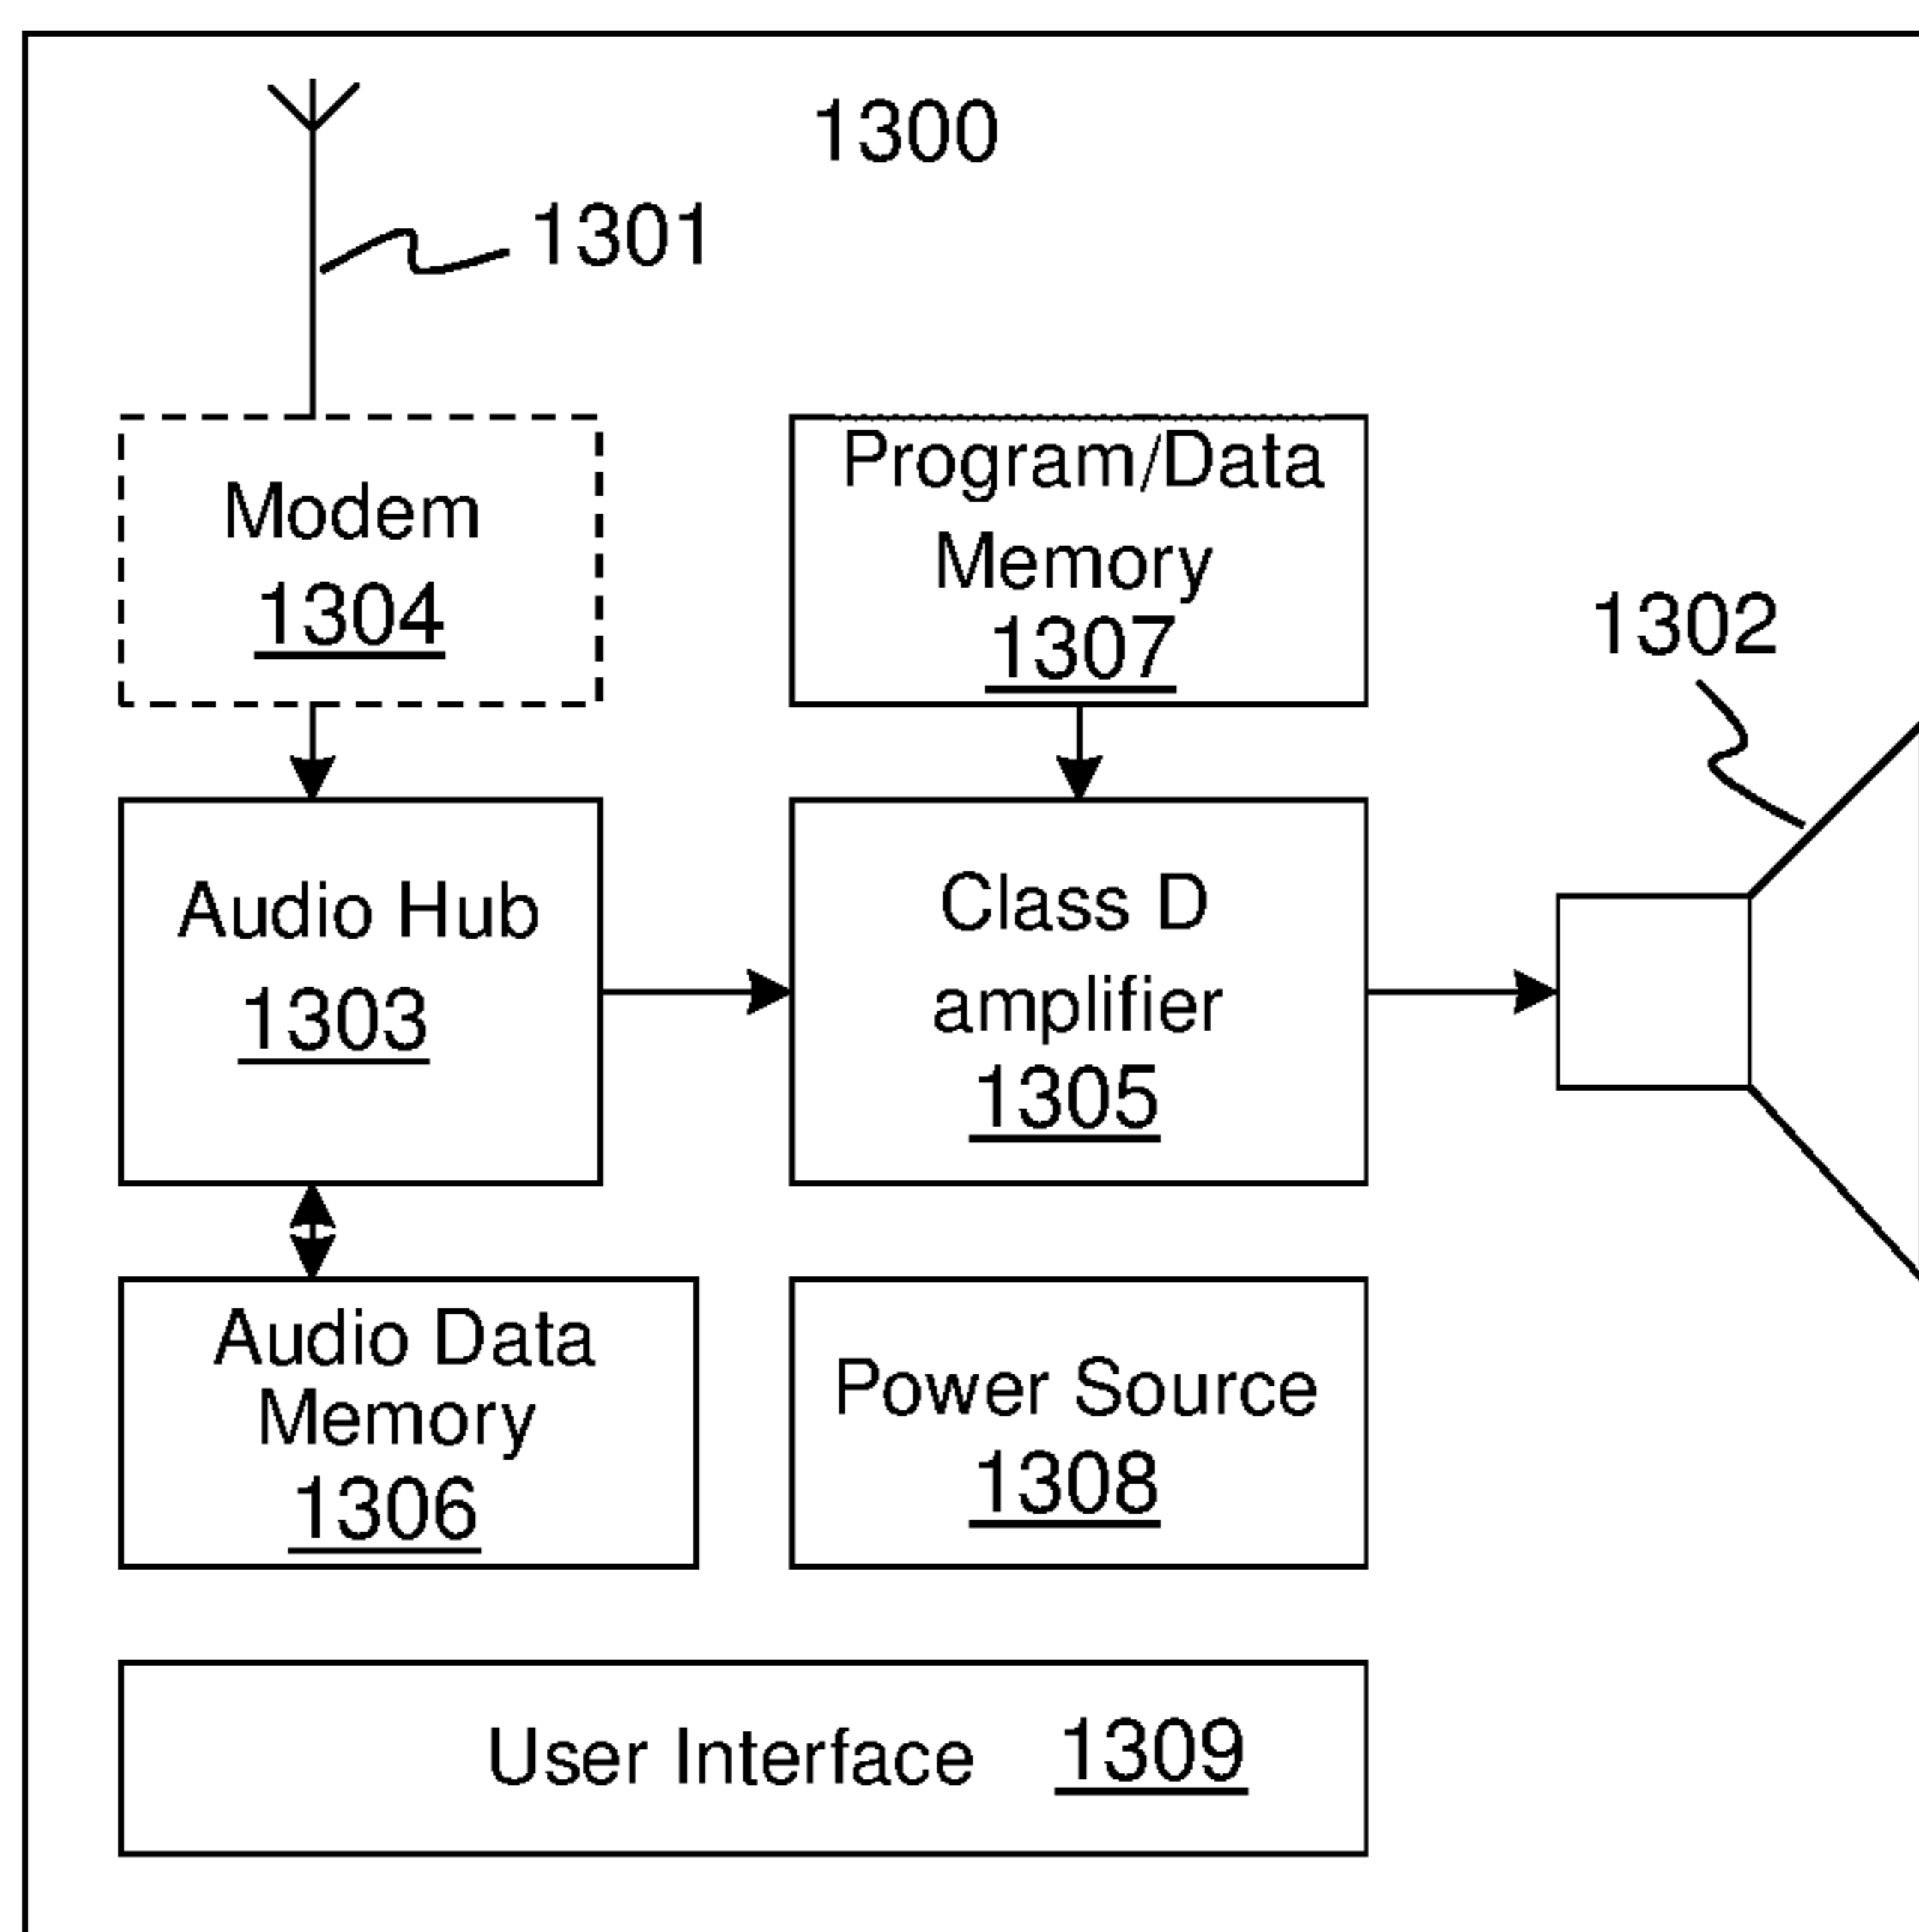 1300
1301
Modem
1304
Program/Data
Memory
1307
1302
Audio Hub
1303
Class D
amplifier
1305
Audio Data
Memory
1306
Power Source
1308
User Interface 1309